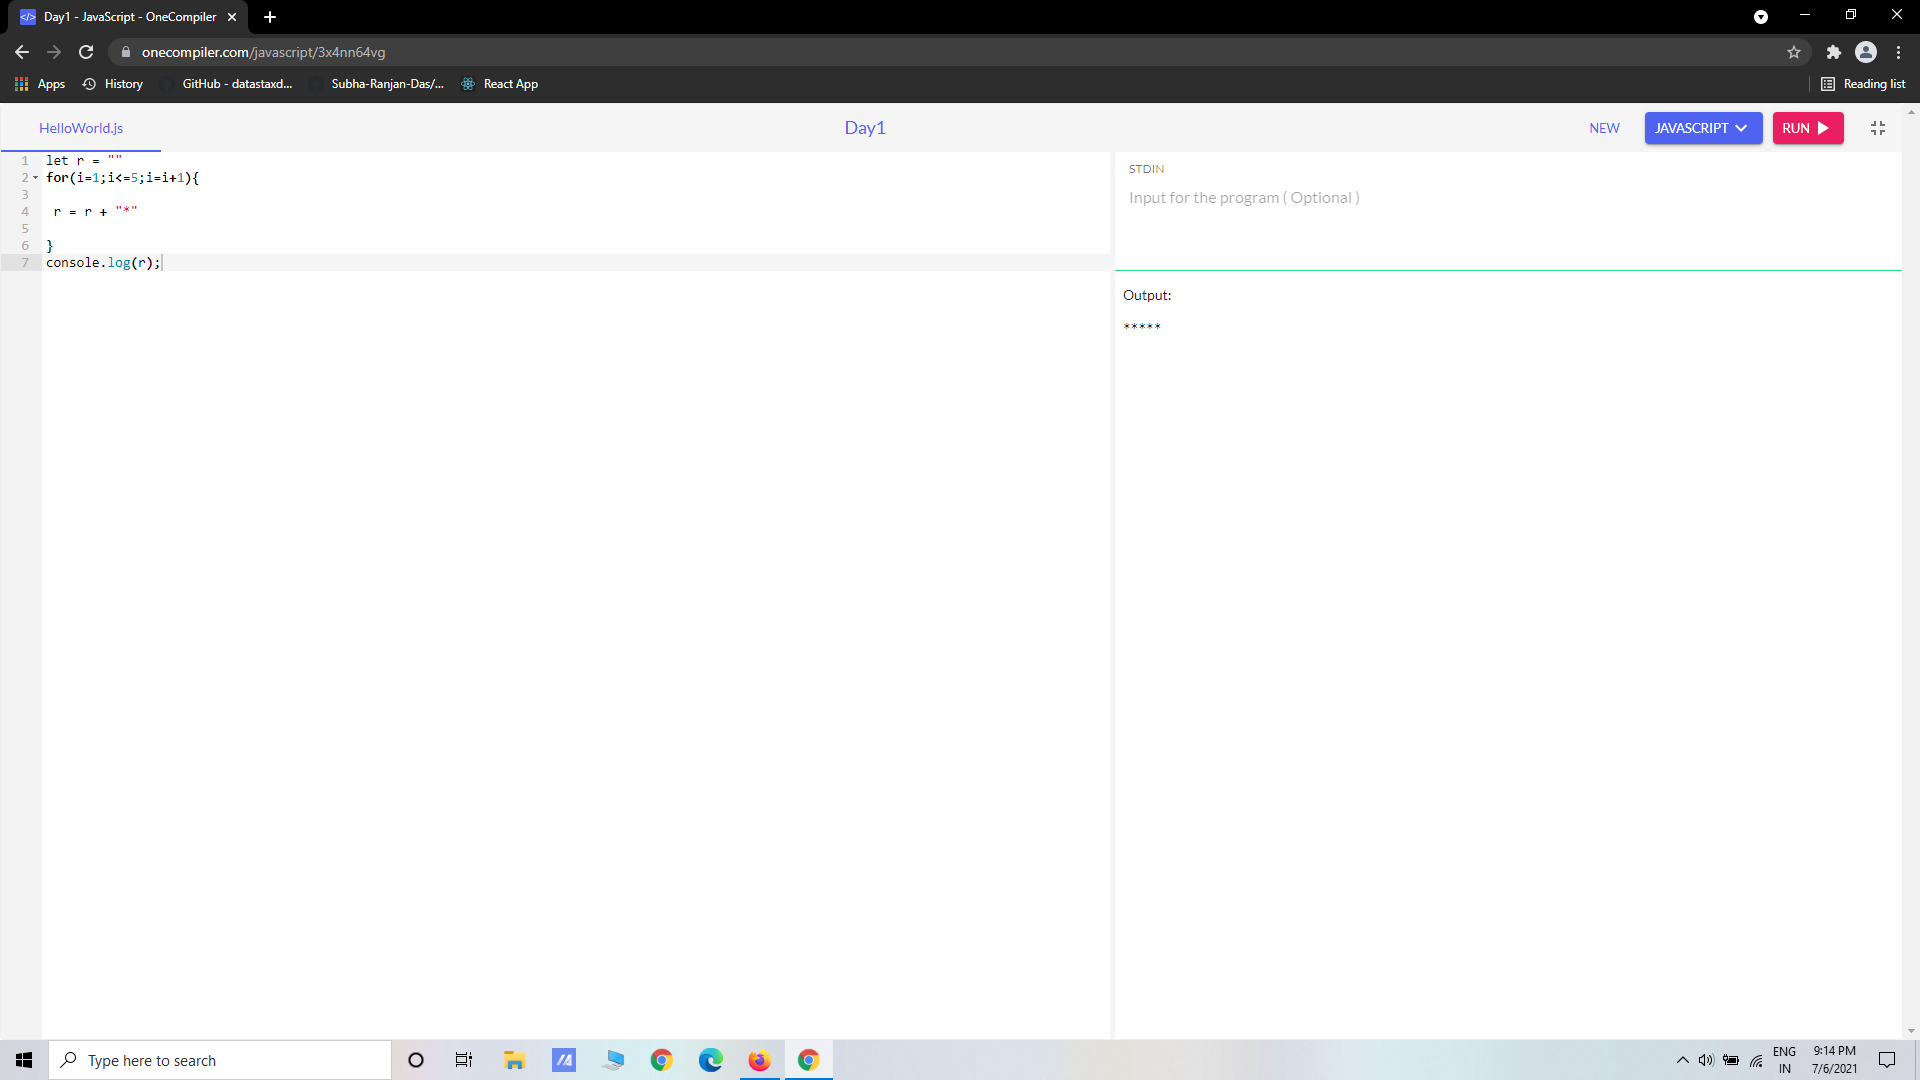 Day1 - JavaScript - OneCompiler
onecompiler.com/javascript/3x4nn64vg
Apps
History
GitHub - datastaxd...
Subha-Ranjan-Das/...
React App
Reading list
HelloWorld.js
Day1
NEW
JAVASCRIPT
RUN
1 let r = ""
2 for(i=1;i<=5;i=i+1){
3
4 r = r + "*"
5
6 }
7 console.log(r);
STDIN
Input for the program ( Optional )
Output:
*****
Type here to search
ENG
IN
9:14 PM
7/6/2021